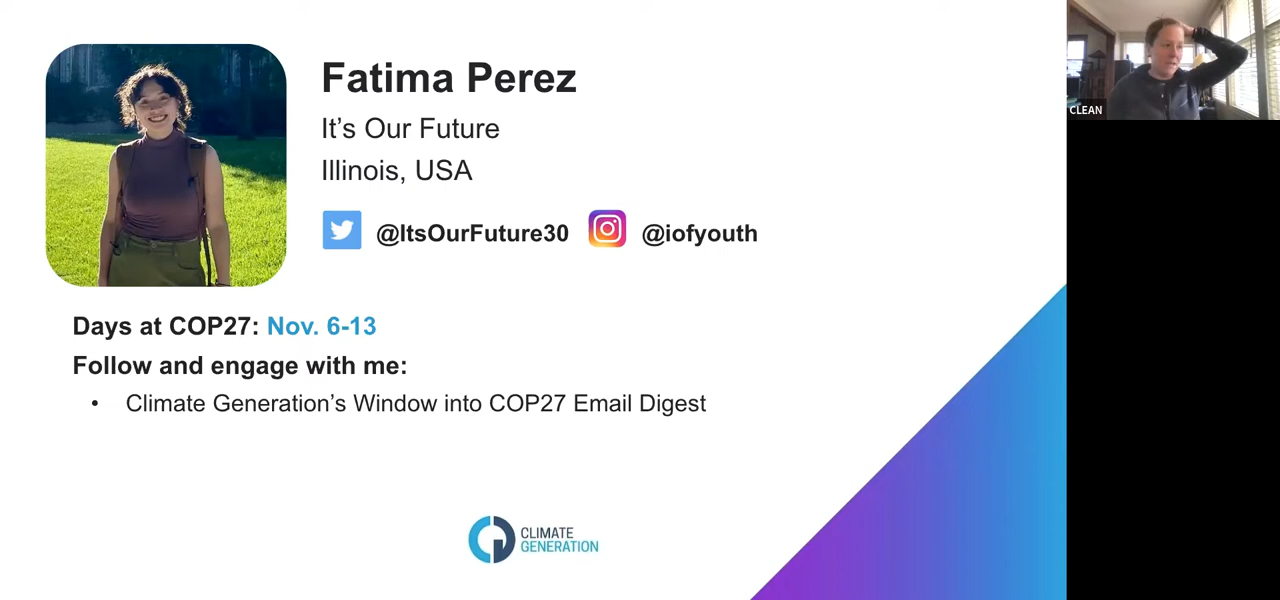 Fatima Perez
It’s Our Future
Illinois, USA
@ItsOurFuture30
@iofyouth
Days at COP27: Nov. 6-13
Follow and engage with me:
• Climate Generation’s Window into COP27 Email Digest
CLIMATE
GENERATION
CLEAN